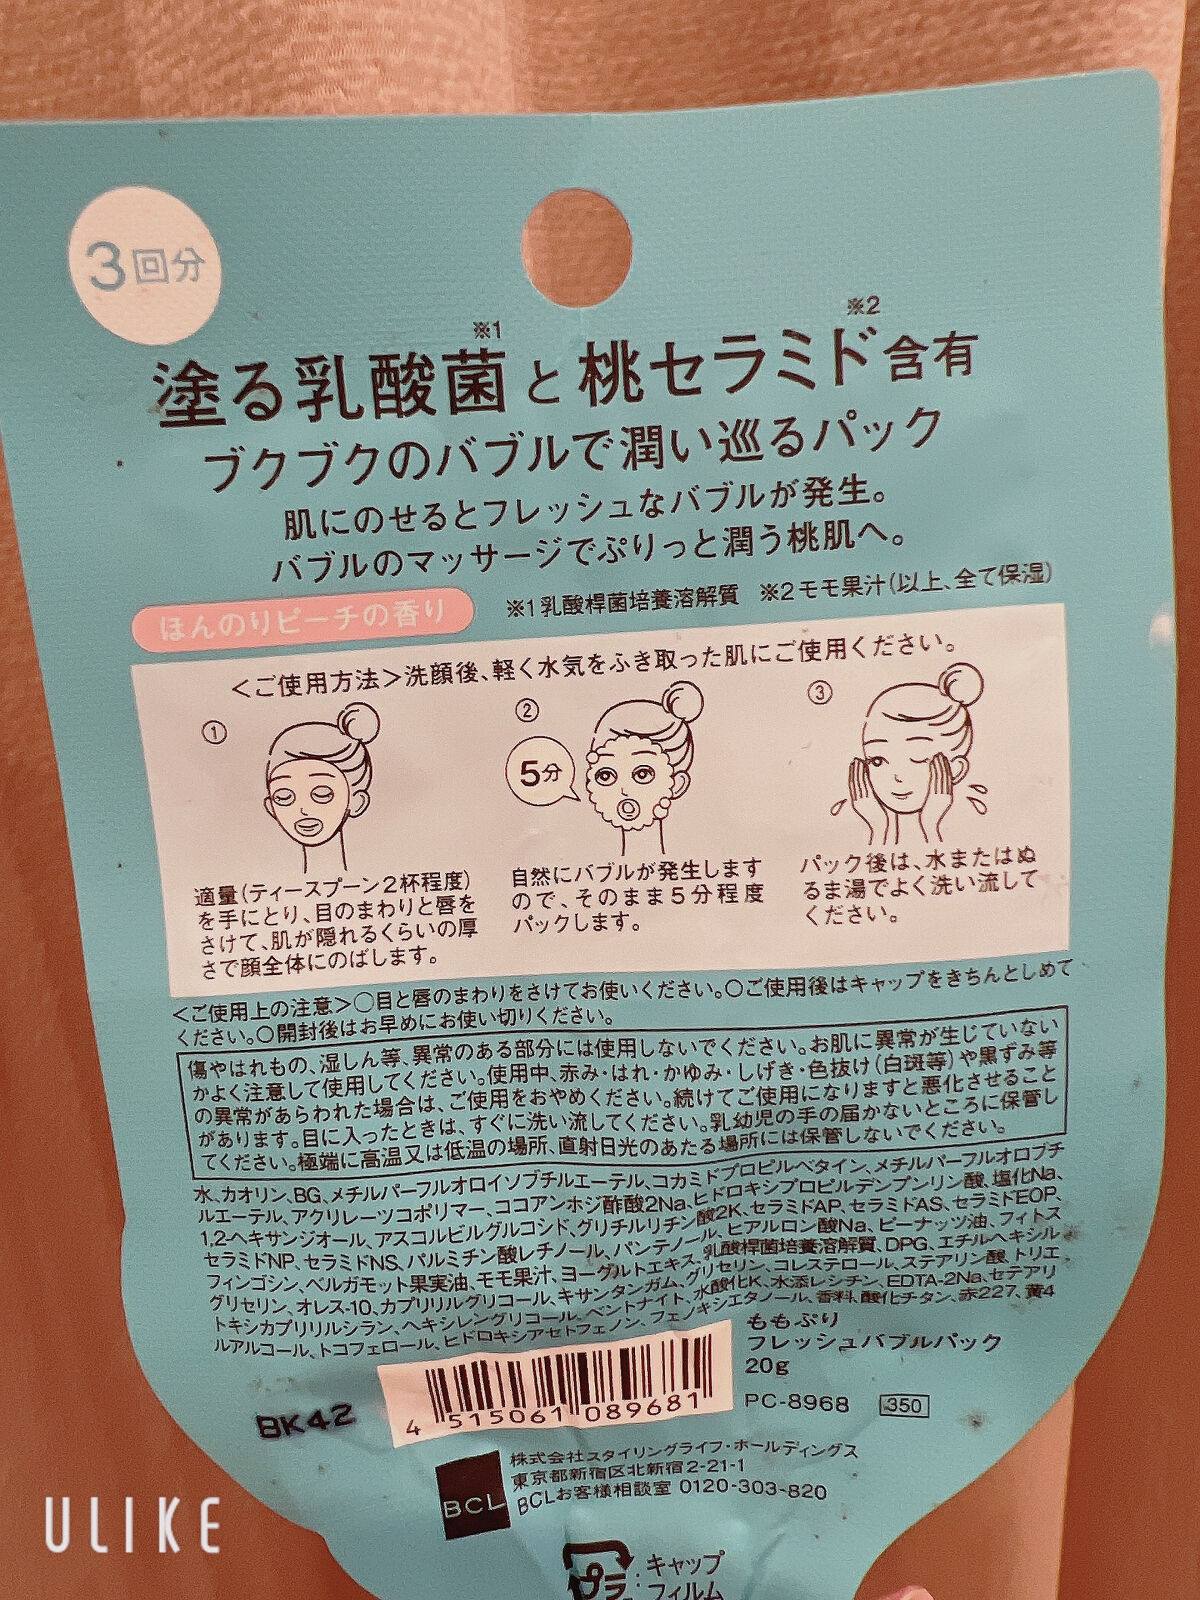 3回分
※1 ※2
塗る乳酸菌と桃セラミド含有
ブクブクのバブルで潤い巡るパック
肌にのせるとフレッシュなバブルが発生。
バブルのマッサージでぷりっと潤う桃肌へ。
ほんのりピーチの香り
※1乳酸桿菌培養溶解質 ※2モモ果汁(以上、全て保湿)
＜ご使用方法＞洗顔後、軽く水気をふき取った肌にご使用ください。
①
適量(ティースプーン2杯程度)
を手にとり、目のまわりと唇を
さけて、肌が隠れるくらいの厚
さで顔全体にのばします。
②
5分
自然にバブルが発生します
ので、そのまま5分程度
パックします。
③
パック後は、水またはぬ
るま湯でよく洗い流して
ください。
＜ご使用上の注意＞○目と唇のまわりをさけてお使いください。○ご使用後はキャップをきちんとしめて
ください。○開封後はお早めにお使い切りください。
傷やはれもの、湿しん等、異常のある部分には使用しないでください。お肌に異常が生じていない
かよく注意して使用してください。使用中、赤み・はれ・かゆみ・しげき・色抜け(白斑等)や黒ずみ等
の異常があらわれた場合は、ご使用をおやめください。続けてご使用になりますと悪化させること
があります。目に入ったときは、すぐに洗い流してください。乳幼児の手の届かないところに保管し
てください。極端に高温又は低温の場所、直射日光のあたる場所には保管しないでください。
水、カオリン、BG、メチルパーフルオロイソブチルエーテル、コカミドプロピルベタイン、メチルパーフルオロブチ
ルエーテル、アクリレーツコポリマー、ココアンホジ酢酸2Na、ヒドロキシプロピルデンプンリン酸、塩化Na、
1,2-ヘキサンジオール、アスコルビルグルコシド、グリチルリチン酸2K、セラミドAP、セラミドAS、セラミドEOP、
セラミドNP、セラミドNS、パルミチン酸レチノール、パンテノール、ヒアルロン酸Na、ピーナッツ油、フィトス
フィンゴシン、ベルガモット果実油、モモ果汁、ヨーグルトエキス、乳酸桿菌培養溶解質、DPG、エチルヘキシル
グリセリン、オレス-10、カプリリルグリコール、キサンタンガム、グリセリン、コレステロール、ステアリン酸、トリエ
トキシカプリリルシラン、ヘキシレングリコール、ベントナイト、水酸化K、水添レシチン、EDTA-2Na、セテアリ
ルアルコール、トコフェロール、ヒドロキシアセトフェノン、フェノキシエタノール、香料、酸化チタン、赤227、黄4
ももぷり
フレッシュバブルパック
20g
PC-8968 350
BK42
4 515061 089681
BCL
株式会社スタイリングライフ・ホールディングス
東京都新宿区北新宿2-21-1
BCLお客様相談室 0120-303-820
プラ:キャップ
フィルム
ULIKE